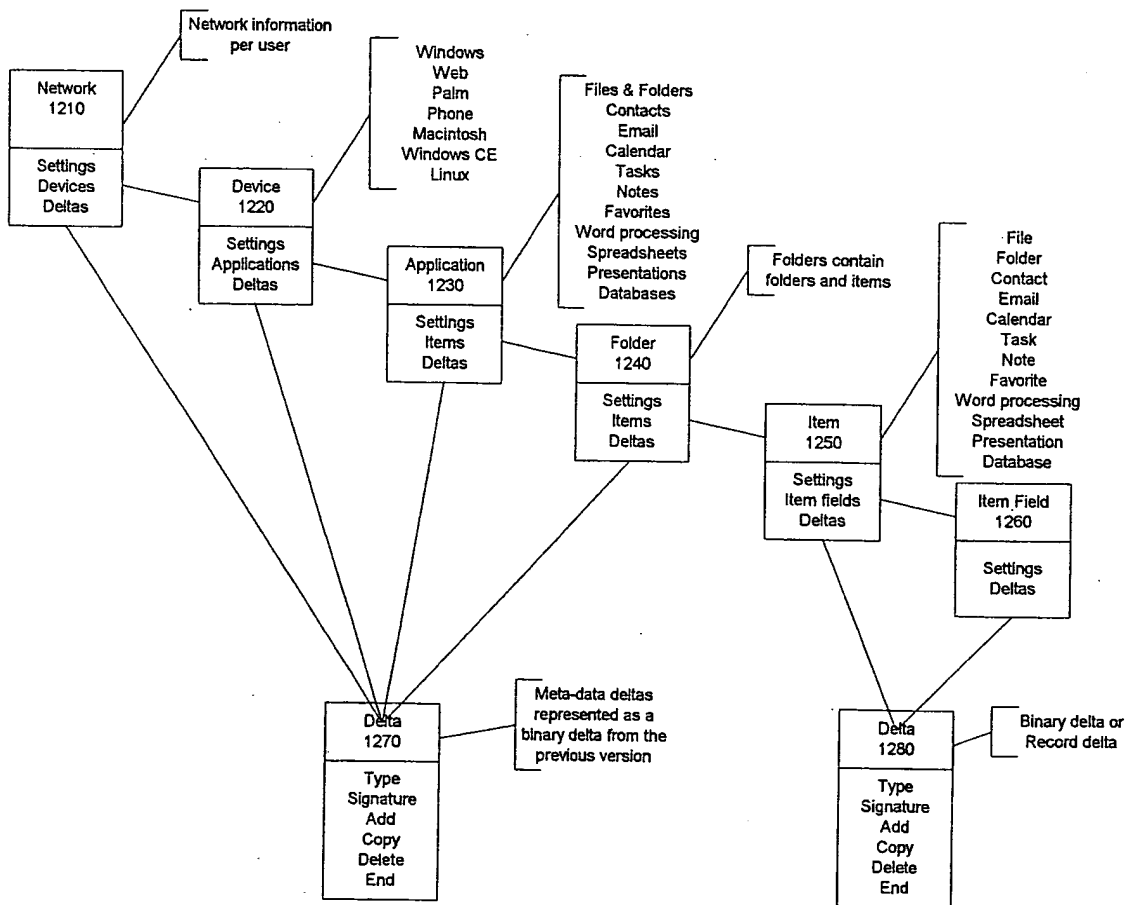 Network information
per user
Network
1210
Settings
Devices
Deltas
Windows
Web
Palm
Phone
Macintosh
Windows CE
Linux
Device
1220
Settings
Applications
Deltas
Files & Folders
Contacts
Email
Calendar
Tasks
Notes
Favorites
Word processing
Spreadsheets
Presentations
Databases
Application
1230
Settings
Items
Deltas
Folders contain
folders and items
Folder
1240
Settings
Items
Deltas
File
Folder
Contact
Email
Calendar
Task
Note
Favorite
Word processing
Spreadsheet
Presentation
Database
Item
1250
Settings
Item fields
Deltas
Item Field
1260
Settings
Deltas
Delta
1270
Type
Signature
Add
Copy
Delete
End
Meta-data deltas
represented as a
binary delta from the
previous version
Delta
1280
Type
Signature
Add
Copy
Delete
End
Binary delta or
Record delta